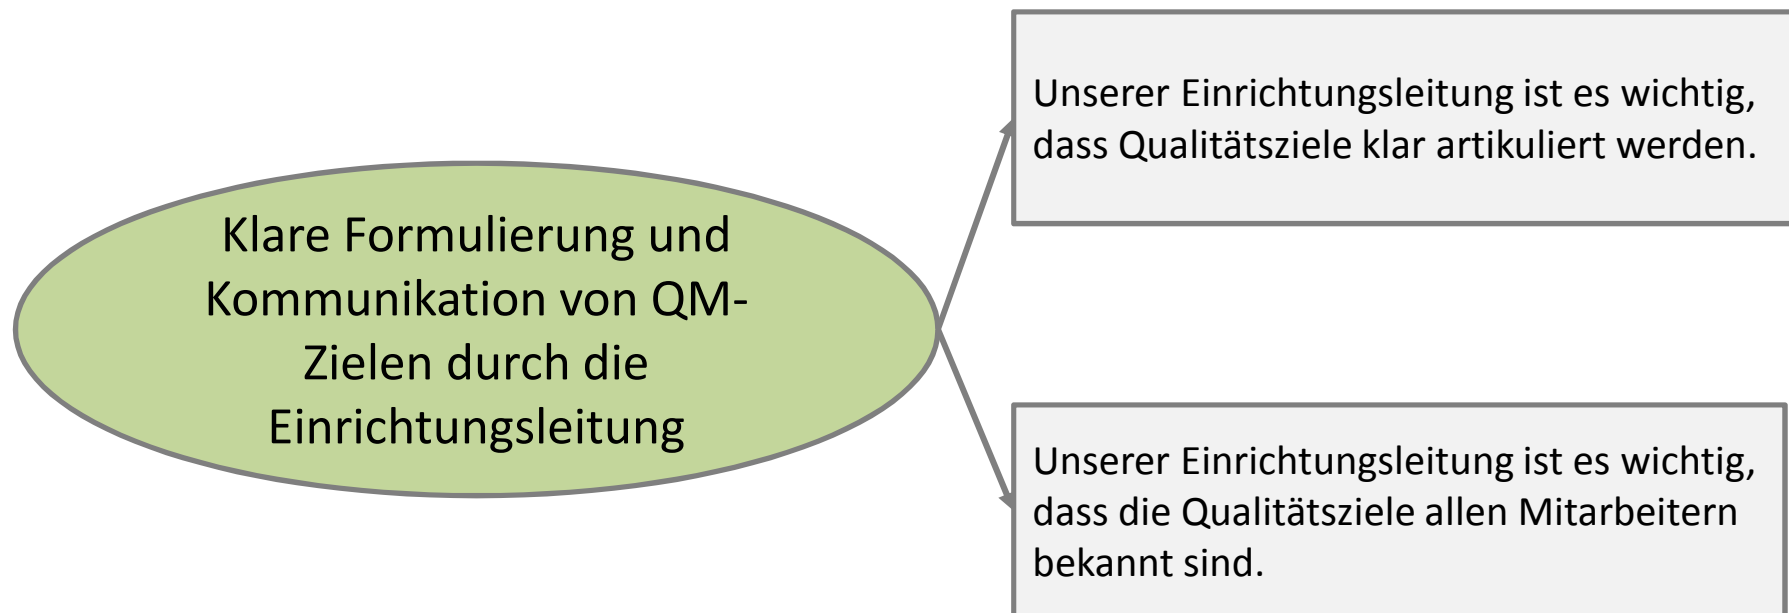 Klare Formulierung und
Kommunikation von QM-
Zielen durch die
Einrichtungsleitung
Unserer Einrichtungsleitung ist es wichtig,
dass Qualitätsziele klar artikuliert werden.
Unserer Einrichtungsleitung ist es wichtig,
dass die Qualitätsziele allen Mitarbeitern
bekannt sind.